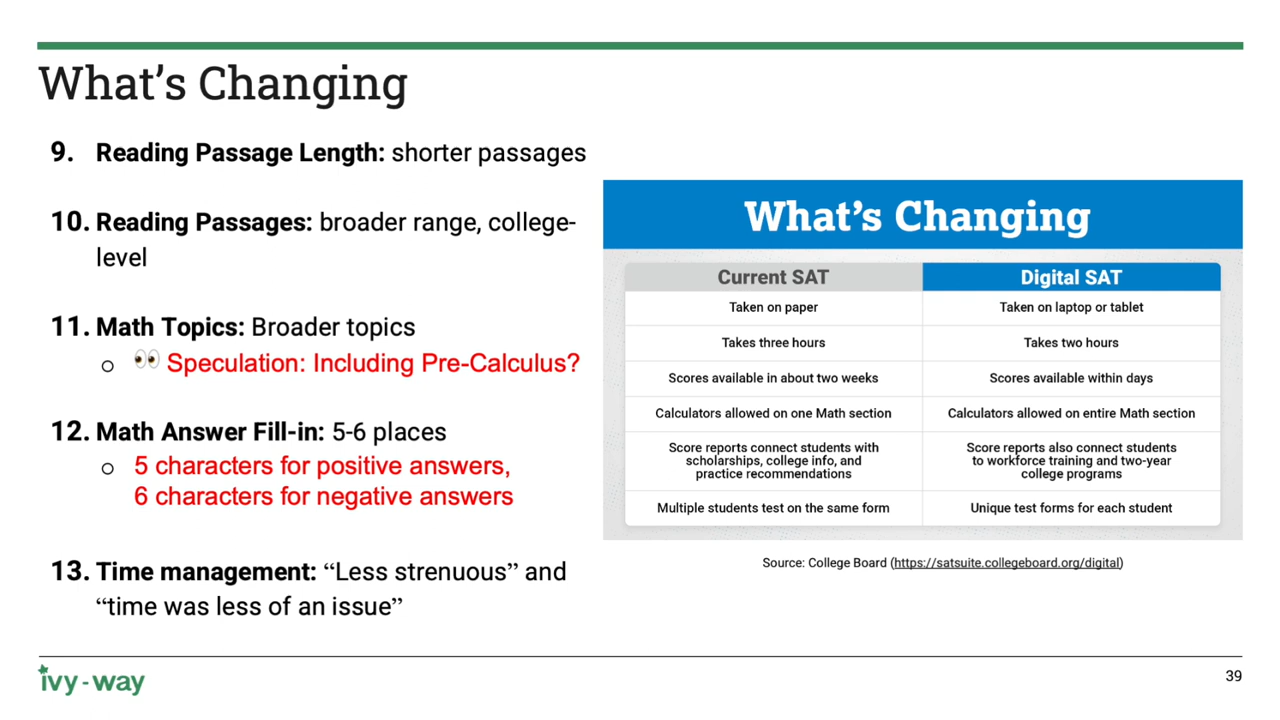 What’s Changing
9. Reading Passage Length: shorter passages
10. Reading Passages: broader range, college-
level
11. Math Topics: Broader topics
○ 👀 Speculation: Including Pre-Calculus?
12. Math Answer Fill-in: 5-6 places
○ 5 characters for positive answers,
6 characters for negative answers
13. Time management: “Less strenuous” and
“time was less of an issue”
What’s Changing
Current SAT Digital SAT
Taken on paper Taken on laptop or tablet
Takes three hours Takes two hours
Scores available in about two weeks Scores available within days
Calculators allowed on one Math section Calculators allowed on entire Math section
Score reports connect students with Score reports also connect students
scholarships, college info, and to workforce training and two-year
practice recommendations college programs
Multiple students test on the same form Unique test forms for each student
Source: College Board (https://satsuite.collegeboard.org/digital)
ivy-way
39